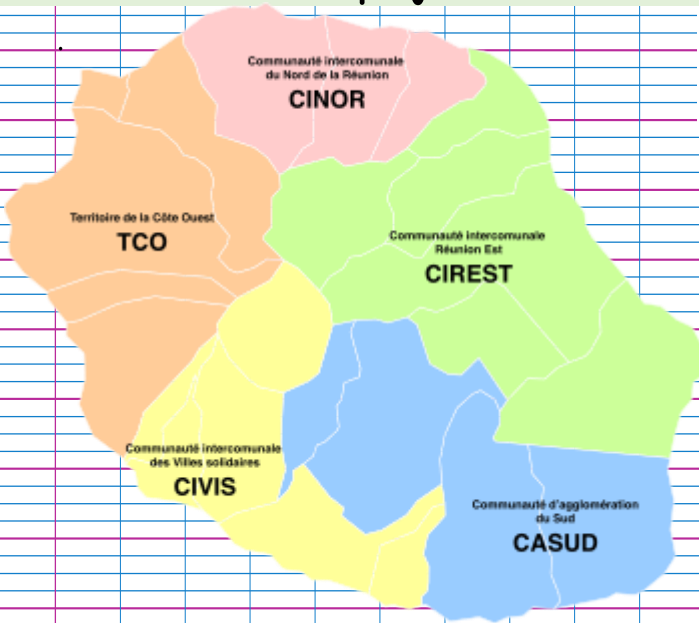 Communauté intercomunale
du Nord de la Réunion
CINOR
Territoire de la Côte Ouest
TCO
Communauté intercomunale
Réunion Est
CIREST
Communauté intercomunale
des Villes solidaires
CIVIS
Communauté d'agglomération
du Sud
CASUD